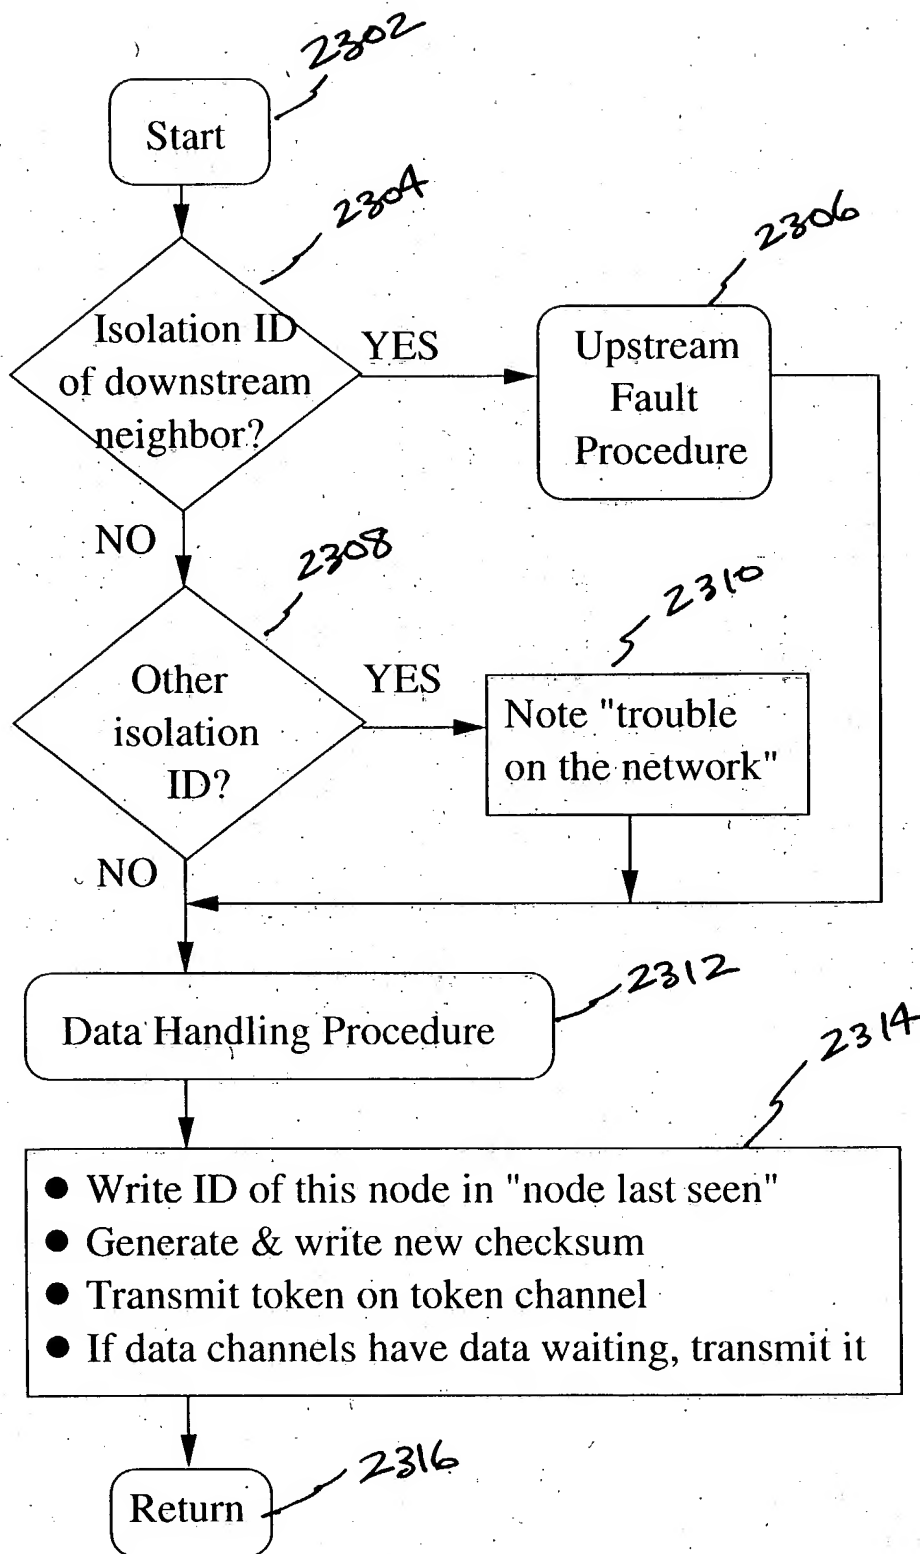 2302
Start
2304
2306
Isolation ID
of downstream
neighbor?
YES
Upstream
Fault
Procedure
NO
2308
2310
Other
isolation
ID?
YES
Note "trouble
on the network"
NO
2312
Data Handling Procedure
2314
● Write ID of this node in "node last seen"
● Generate & write new checksum
● Transmit token on token channel
● If data channels have data waiting, transmit it
2316
Return